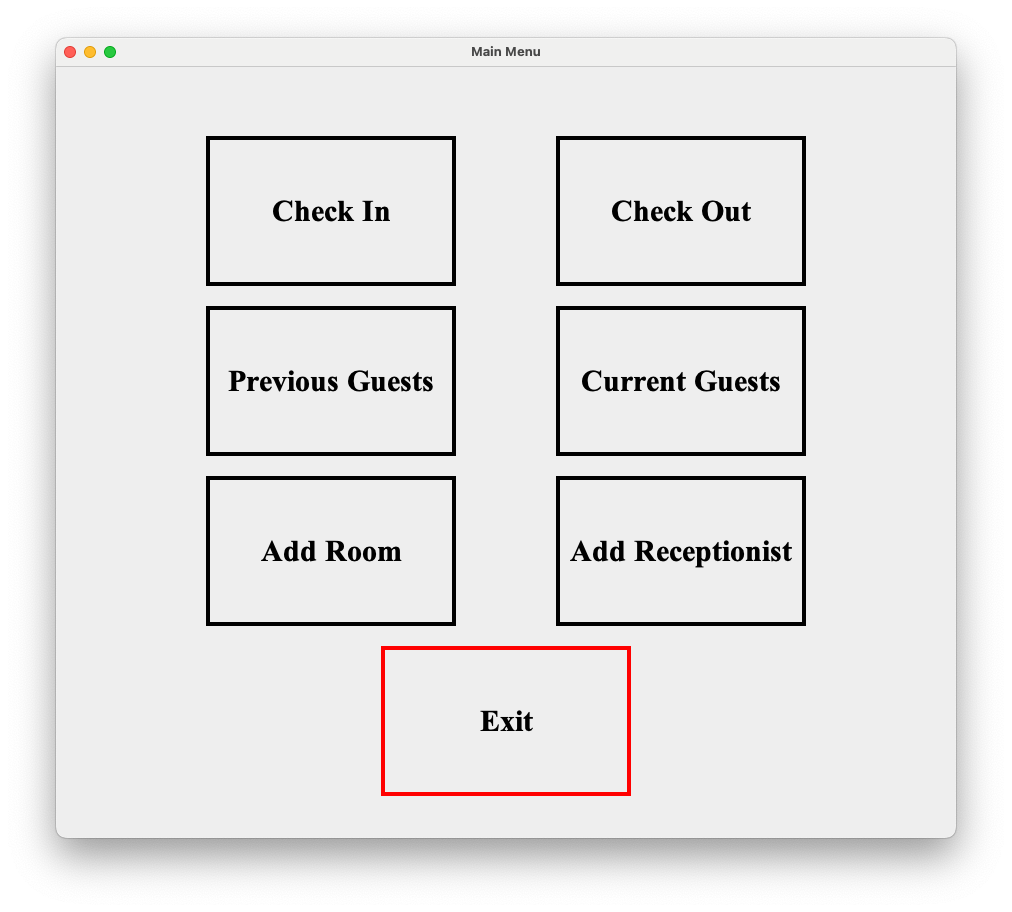 Main Menu
Check In
Check Out
Previous Guests
Current Guests
Add Room
Add Receptionist
Exit